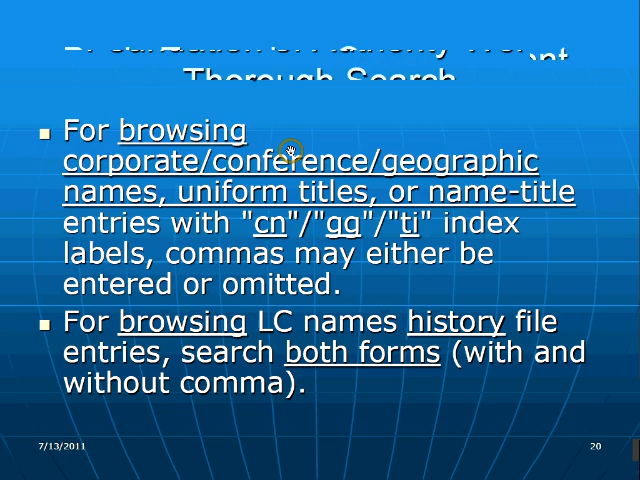 Thorough Search
For browsing
corporate/conference/geographic
names, uniform titles, or name-title
entries with "cn"/"gg"/"ti" index
labels, commas may either be
entered or omitted.
For browsing LC names history file
entries, search both forms (with and
without comma).
7/13/2011
20